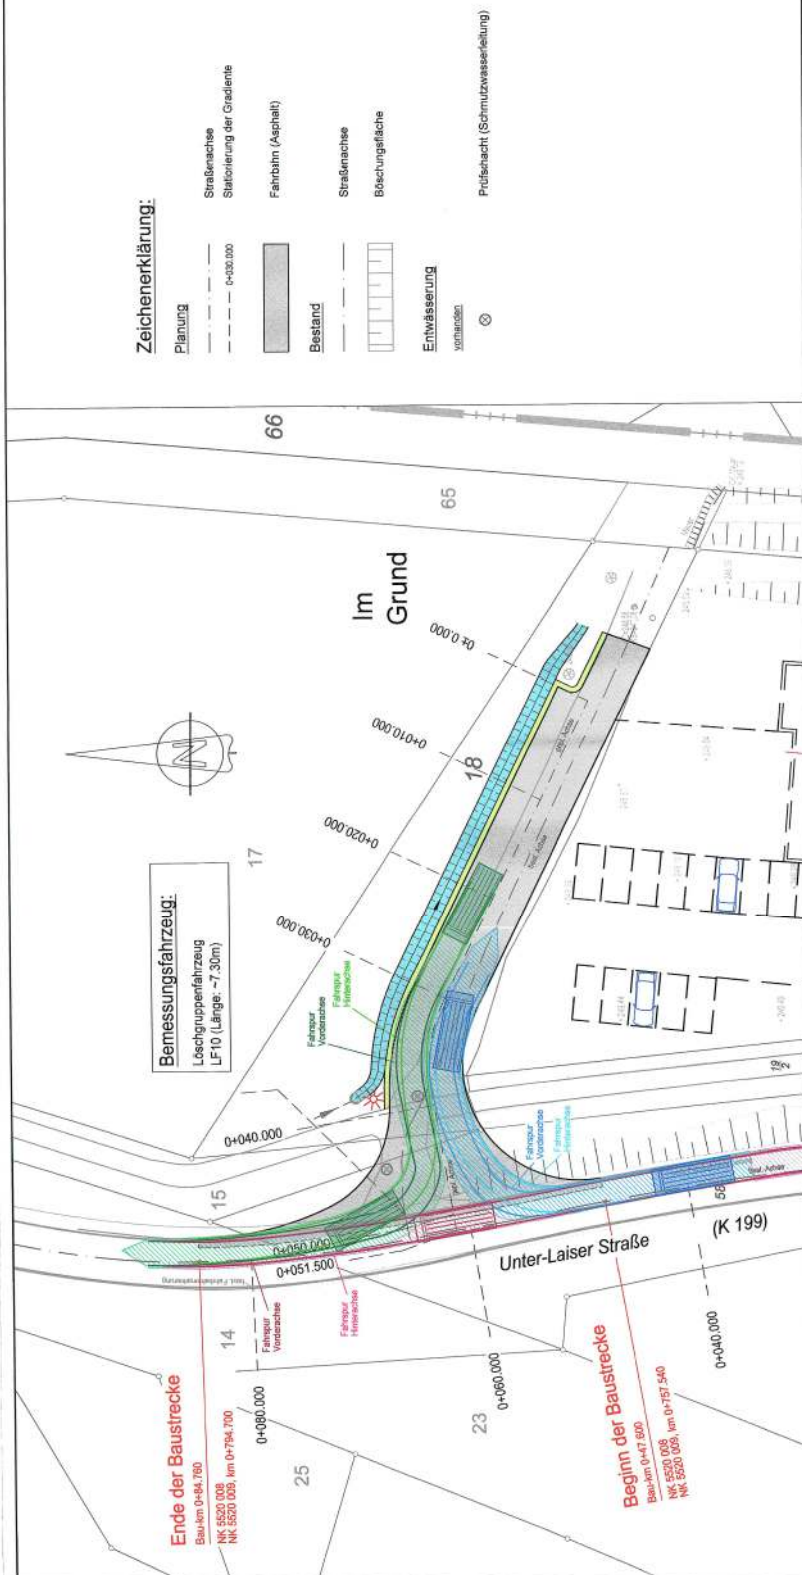 Zeichenerklärung:
Planung
Straßenachse
Stationierung der Gradiente
0+030.000
Fahrbahn (Asphalt)
Bestand
Straßenachse
Böschungsfläche
Entwässerung
vorhanden
Prüfschacht (Schmutzwasserleitung)
66
65
Im
Grund
0± 0.000
0+010.000
18
0+020.000
17
0+030.000
N
Bemessungsfahrzeug:
Löschgruppenfahrzeug
LF10 (Länge: ~7.30m)
Fahrspur
Vorderachse
Fahrspur
Hinterachse
0+040.000
15
0+050.000
0+051.500
Fahrspur
Vorderachse
Fahrspur
Hinterachse
Fahrspur
Vorderachse
Fahrspur
Hinterachse
19
2
58
Unter-Laiser Straße
(K 199)
14
0+080.000
23
0+060.000
0+040.000
25
Ende der Baustrecke
Bau-km 0+84.760
NK 5520 008
NK 5520 009, km 0+794.700
Beginn der Baustrecke
Bau-km 0+47.600
NK 5520 008
NK 5520 009, km 0+757.540